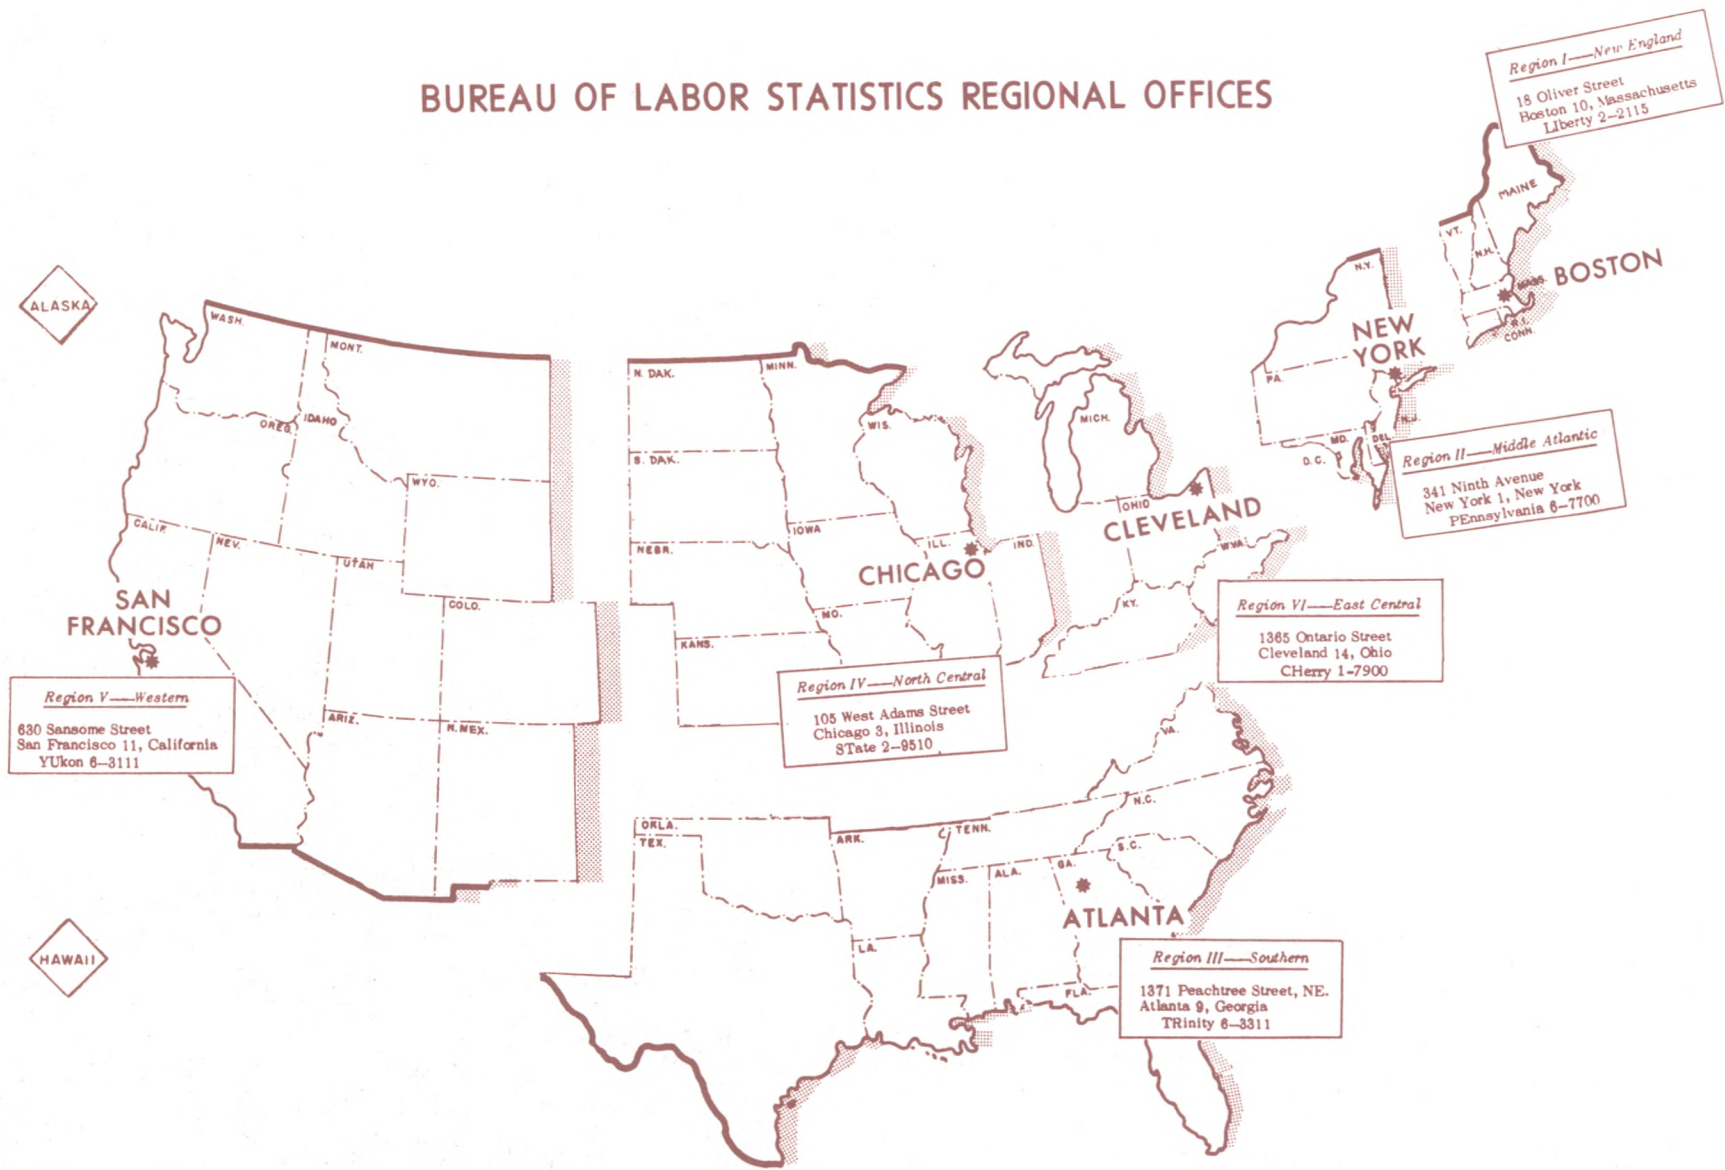 BUREAU OF LABOR STATISTICS REGIONAL OFFICES
Region I—New England
18 Oliver Street
Boston 10, Massachusetts
LIberty 2-2115
MAINE
VT.
N.H.
MASS.
BOSTON
R.I.
CONN.
N.Y.
NEW
YORK
PA.
N.J.
MD.
DEL.
D.C.
Region II—Middle Atlantic
341 Ninth Avenue
New York 1, New York
PEnnsylvania 6-7700
ALASKA
WASH.
MONT.
OREG.
IDAHO
WYO.
CALIF.
NEV.
UTAH
COLO.
SAN
FRANCISCO
ARIZ.
N. MEX.
Region V—Western
630 Sansome Street
San Francisco 11, California
YUkon 6-3111
HAWAII
N. DAK.
MINN.
WIS.
S. DAK.
IOWA
NEBR.
ILL.
IND.
CHICAGO
MO.
KANS.
Region IV—North Central
105 West Adams Street
Chicago 3, Illinois
STate 2-9510
MICH.
OHIO
CLEVELAND
W.VA.
KY.
Region VI—East Central
1365 Ontario Street
Cleveland 14, Ohio
CHerry 1-7900
VA.
N.C.
OKLA.
TEX.
ARK.
TENN.
S.C.
MISS.
ALA.
GA.
ATLANTA
LA.
FLA.
Region III—Southern
1371 Peachtree Street, NE.
Atlanta 9, Georgia
TRinity 6-3311